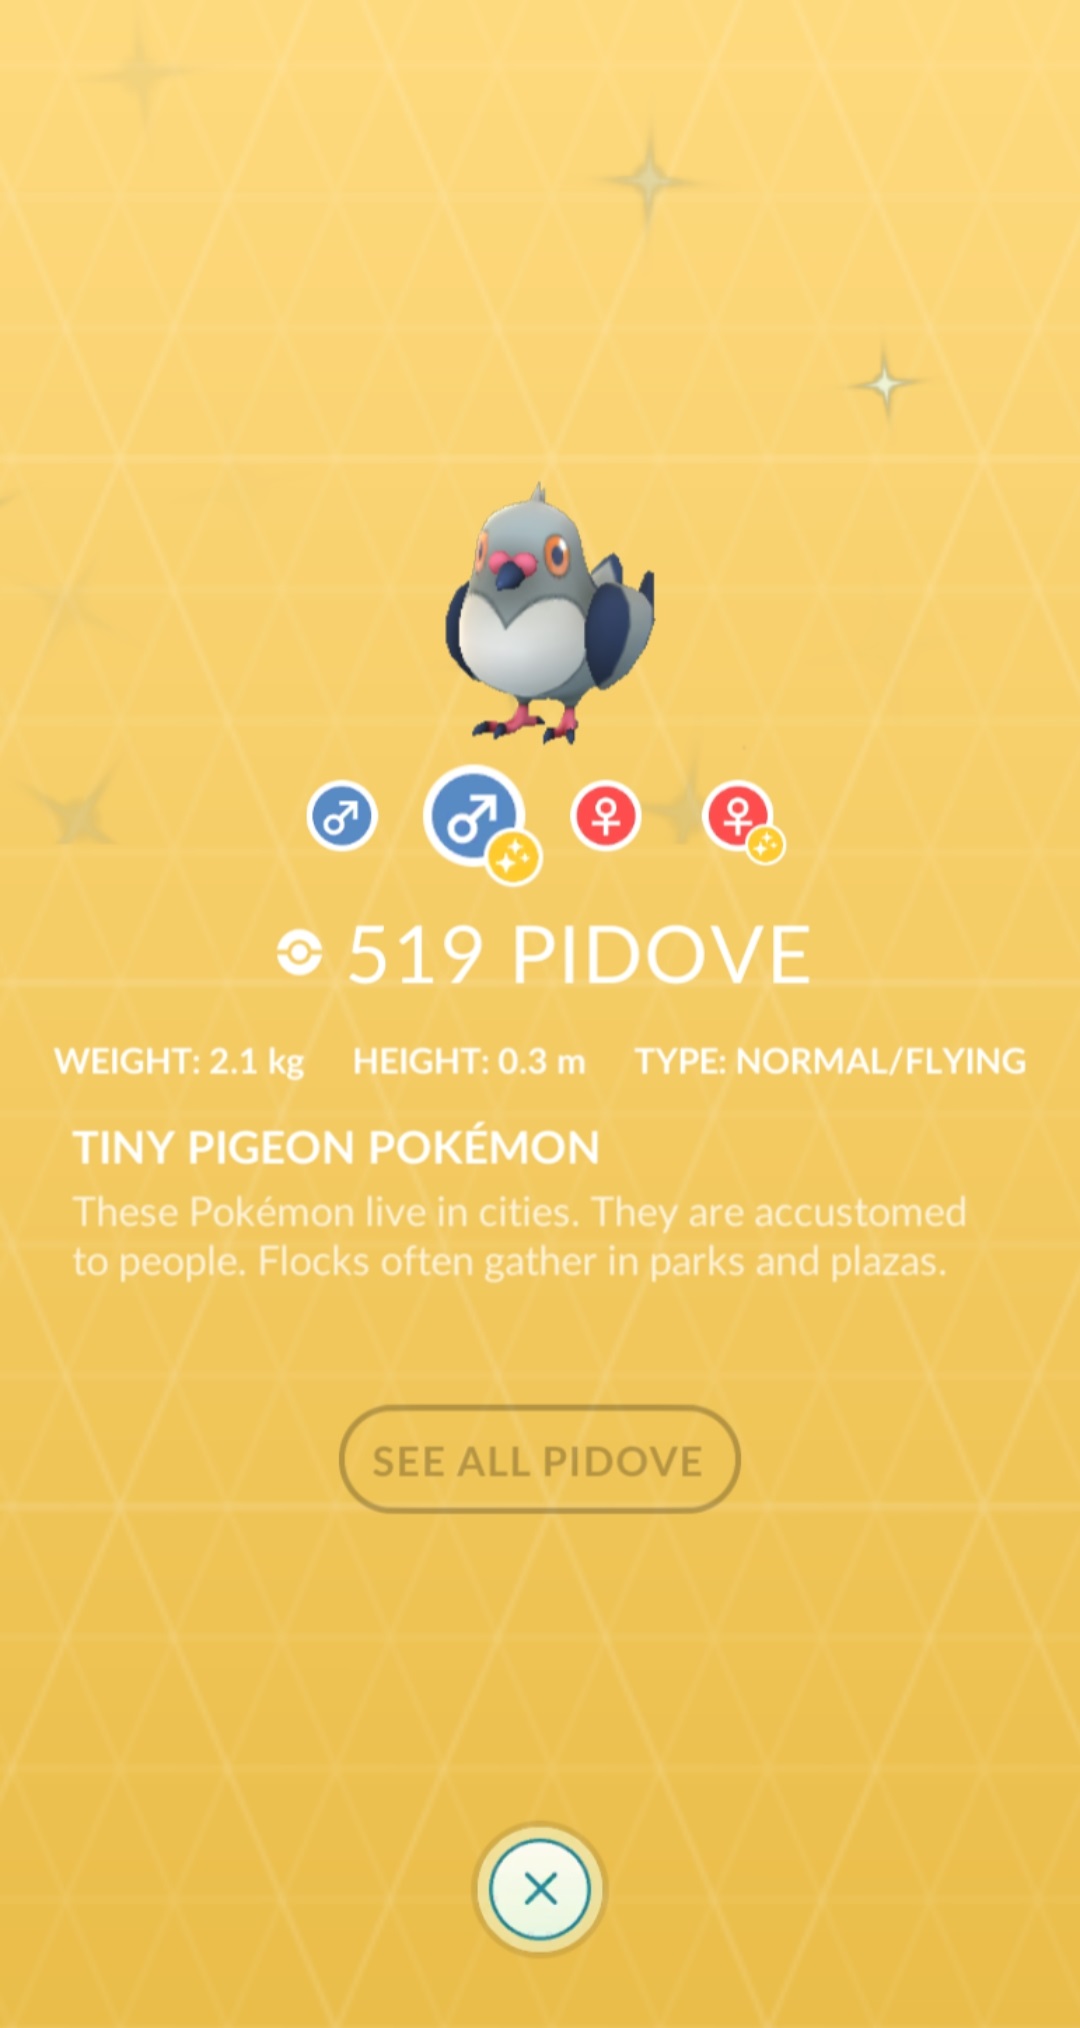 519 PIDOVE
WEIGHT: 2.1 kg HEIGHT: 0.3 m TYPE: NORMAL/FLYING
TINY PIGEON POKÉMON
These Pokémon live in cities. They are accustomed
to people. Flocks often gather in parks and plazas.
SEE ALL PIDOVE